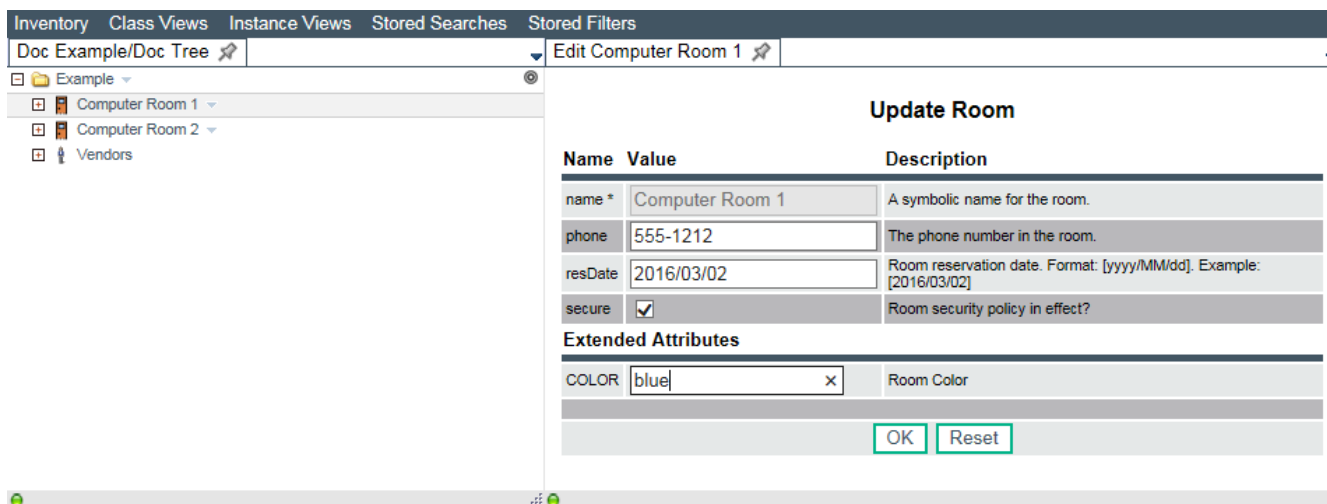 Inventory Class Views Instance Views Stored Searches Stored Filters
Doc Example/Doc Tree
Example
Computer Room 1
Computer Room 2
Vendors
Edit Computer Room 1
Update Room
Name Value Description
name * Computer Room 1 A symbolic name for the room.
phone 555-1212 The phone number in the room.
resDate 2016/03/02 Room reservation date. Format: [yyyy/MM/dd]. Example:
[2016/03/02]
secure Room security policy in effect?
Extended Attributes
COLOR blue Room Color
OK Reset